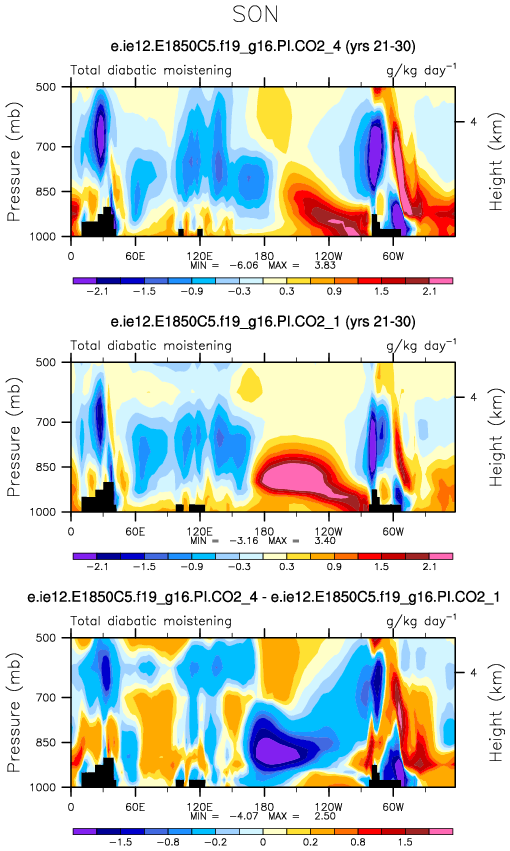 SON
e.ie12.E1850C5.f19_g16.PI.CO2_4 (yrs 21-30)
Total diabatic moistening g/kg day⁻¹
500
700
850
1000
Pressure (mb)
4
Height (km)
0 60E 120E 180 120W 60W
MIN = −6.06 MAX = 3.83
−2.1 −1.5 −0.9 −0.3 0.3 0.9 1.5 2.1
e.ie12.E1850C5.f19_g16.PI.CO2_1 (yrs 21-30)
Total diabatic moistening g/kg day⁻¹
500
700
850
1000
Pressure (mb)
4
Height (km)
0 60E 120E 180 120W 60W
MIN = −3.16 MAX = 3.40
−2.1 −1.5 −0.9 −0.3 0.3 0.9 1.5 2.1
e.ie12.E1850C5.f19_g16.PI.CO2_4 - e.ie12.E1850C5.f19_g16.PI.CO2_1
Total diabatic moistening g/kg day⁻¹
500
700
850
1000
Pressure (mb)
4
Height (km)
0 60E 120E 180 120W 60W
MIN = −4.07 MAX = 2.50
−1.5 −0.8 −0.2 0 0.2 0.8 1.5